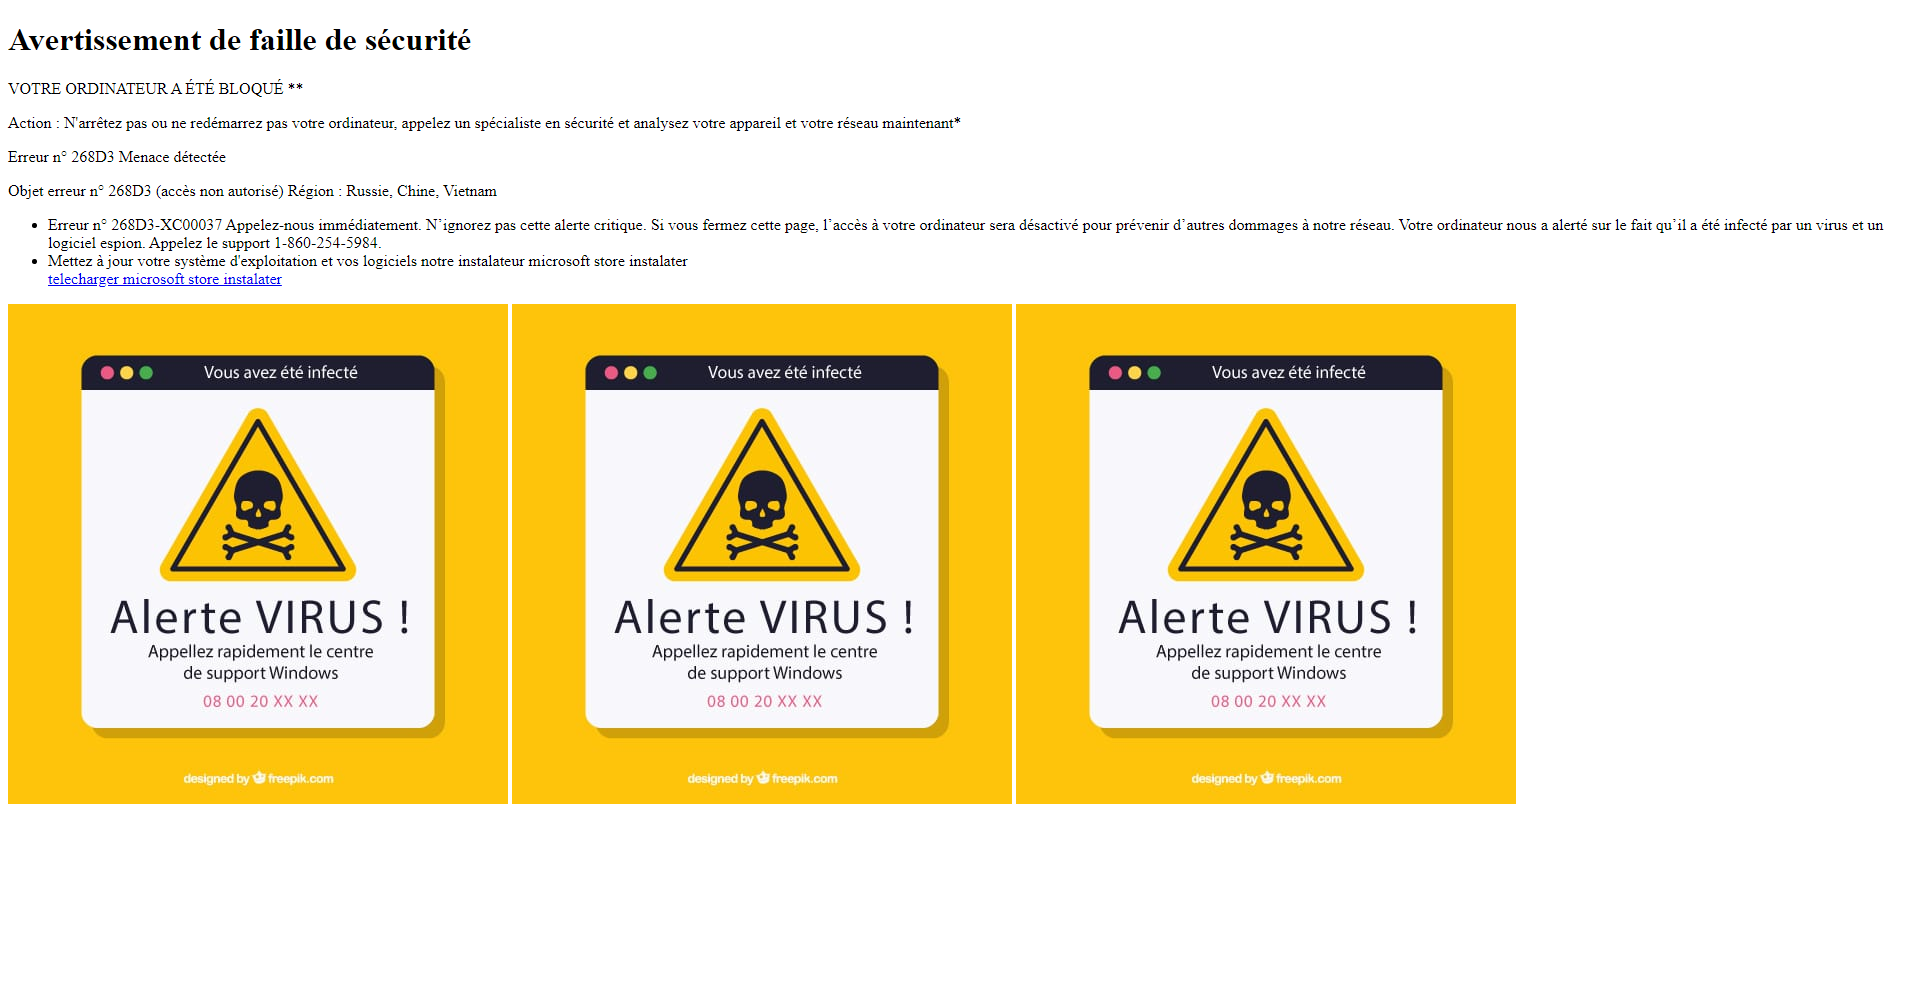 Avertissement de faille de sécurité
VOTRE ORDINATEUR A ÉTÉ BLOQUÉ **
Action : N'arrêtez pas ou ne redémarrez pas votre ordinateur, appelez un spécialiste en sécurité et analysez votre appareil et votre réseau maintenant*
Erreur n° 268D3 Menace détectée
Objet erreur n° 268D3 (accès non autorisé) Région : Russie, Chine, Vietnam
• Erreur n° 268D3-XC00037 Appelez-nous immédiatement. N’ignorez pas cette alerte critique. Si vous fermez cette page, l’accès à votre ordinateur sera désactivé pour prévenir d’autres dommages à notre réseau. Votre ordinateur nous a alerté sur le fait qu’il a été infecté par un virus et un
logiciel espion. Appelez le support 1-860-254-5984.
• Mettez à jour votre système d'exploitation et vos logiciels notre instalateur microsoft store instalater
telecharger microsoft store instalater
Vous avez été infecté
Alerte VIRUS !
Appellez rapidement le centre
de support Windows
08 00 20 XX XX
designed by freepik.com
Vous avez été infecté
Alerte VIRUS !
Appellez rapidement le centre
de support Windows
08 00 20 XX XX
designed by freepik.com
Vous avez été infecté
Alerte VIRUS !
Appellez rapidement le centre
de support Windows
08 00 20 XX XX
designed by freepik.com